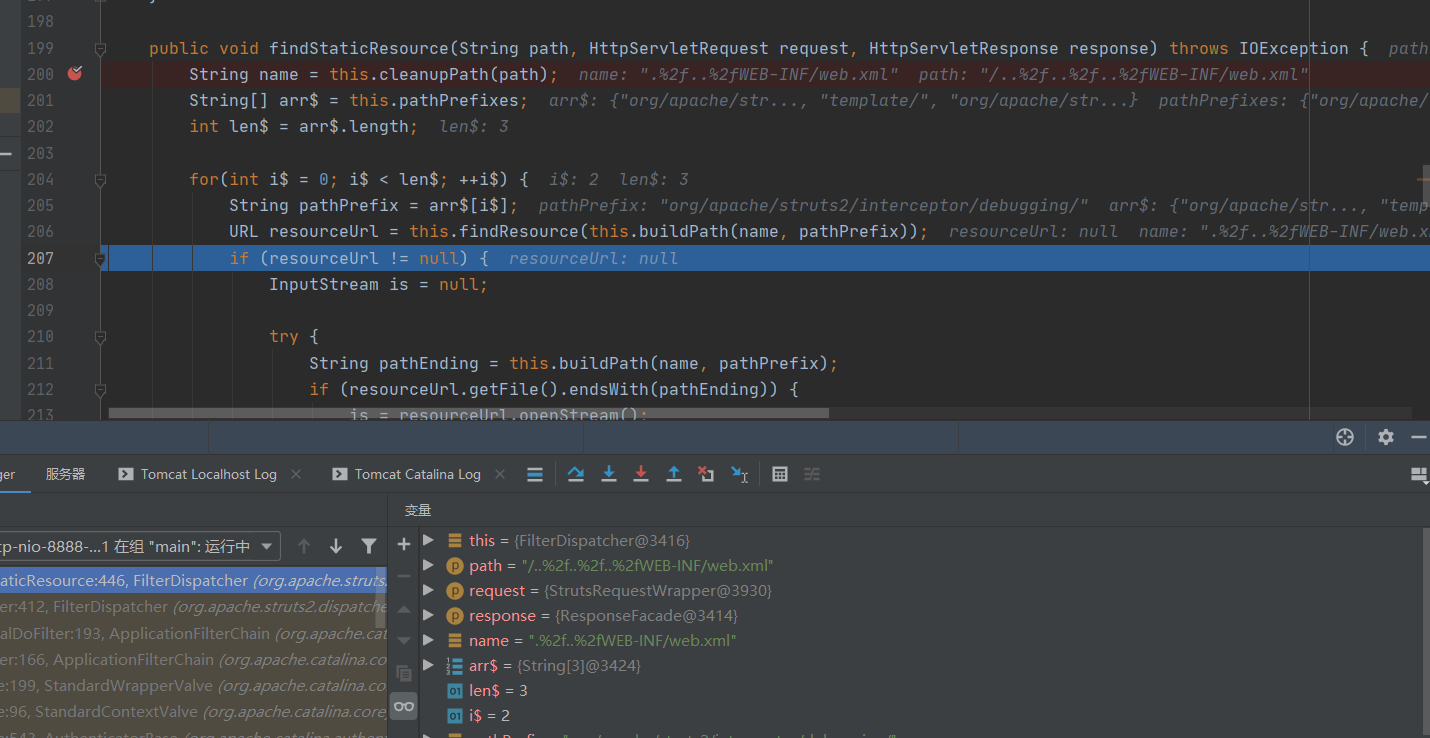 198
199 public void findStaticResource(String path, HttpServletRequest request, HttpServletResponse response) throws IOException { path
200 String name = this.cleanupPath(path); name: ".%2f..%2fWEB-INF/web.xml" path: "/..%2f..%2f..%2fWEB-INF/web.xml"
201 String[] arr$ = this.pathPrefixes; arr$: {"org/apache/str..., "template/", "org/apache/str...} pathPrefixes: {"org/apache/
202 int len$ = arr$.length; len$: 3
203
204 for(int i$ = 0; i$ < len$; ++i$) { i$: 2 len$: 3
205 String pathPrefix = arr$[i$]; pathPrefix: "org/apache/struts2/interceptor/debugging/" arr$: {"org/apache/str..., "temp
206 URL resourceUrl = this.findResource(this.buildPath(name, pathPrefix)); resourceUrl: null name: ".%2f..%2fWEB-INF/web.x
207 if (resourceUrl != null) { resourceUrl: null
208 InputStream is = null;
209
210 try {
211 String pathEnding = this.buildPath(name, pathPrefix);
212 if (resourceUrl.getFile().endsWith(pathEnding)) {
213 is = resourceUrl.openStream();
ger 服务器 Tomcat Localhost Log Tomcat Catalina Log
变量
tp-nio-8888-...1 在组 "main": 运行中
aticResource:446, FilterDispatcher (org.apache.struts
er:412, FilterDispatcher (org.apache.struts2.dispatche
alDoFilter:193, ApplicationFilterChain (org.apache.cat
er:166, ApplicationFilterChain (org.apache.catalina.co
e:199, StandardWrapperValve (org.apache.catalina.co
e:96, StandardContextValve (org.apache.catalina.core
e:543, AuthenticatorBase (org.apache.catalina.authent
this = {FilterDispatcher@3416}
path = "/..%2f..%2f..%2fWEB-INF/web.xml"
request = {StrutsRequestWrapper@3930}
response = {ResponseFacade@3414}
name = ".%2f..%2fWEB-INF/web.xml"
arr$ = {String[3]@3424}
len$ = 3
i$ = 2